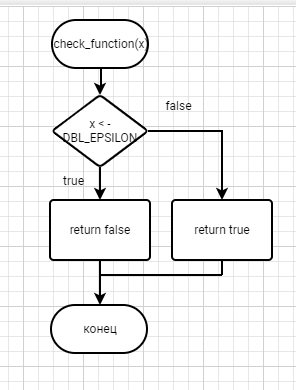 check_function(x)
false
x < -
DBL_EPSILON
true
return false
return true
конец